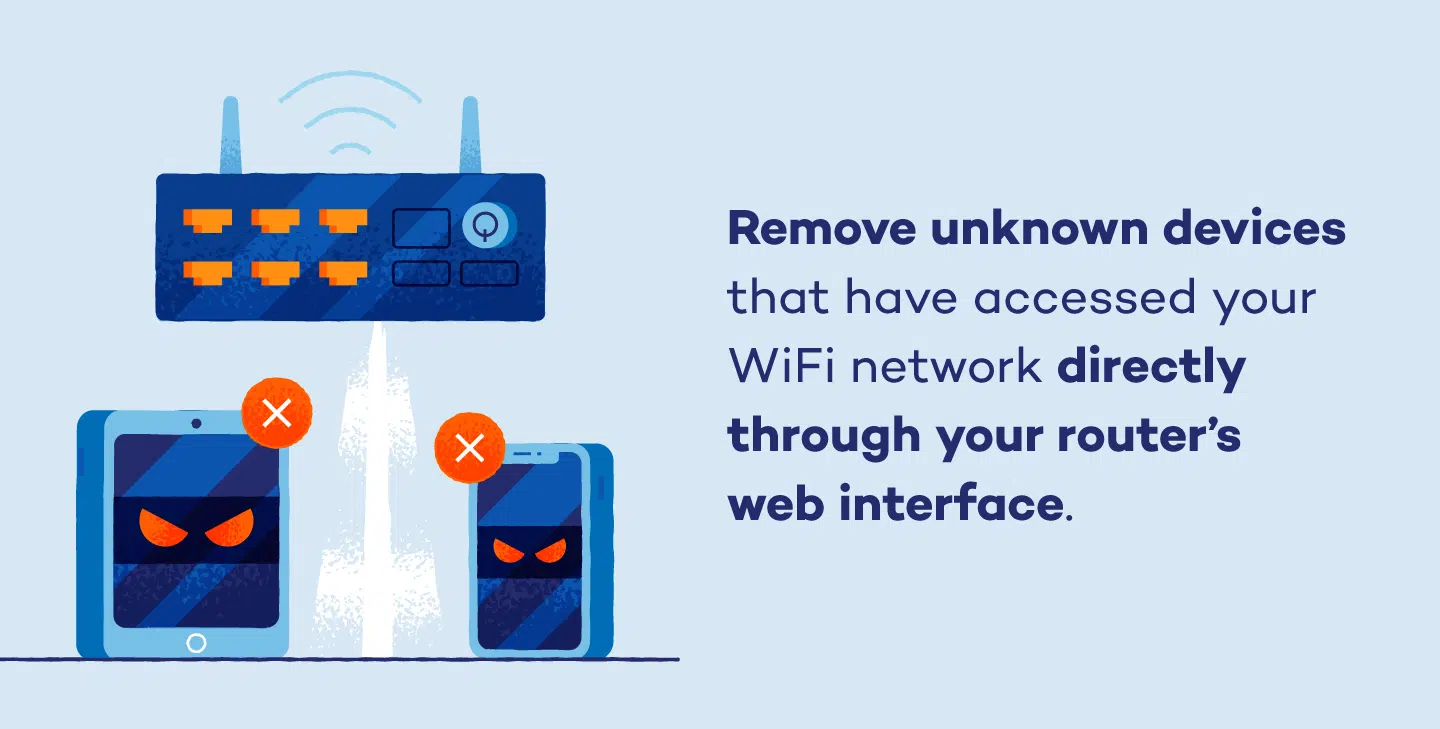 Remove unknown devices
that have accessed your
WiFi network directly
through your router’s
web interface.